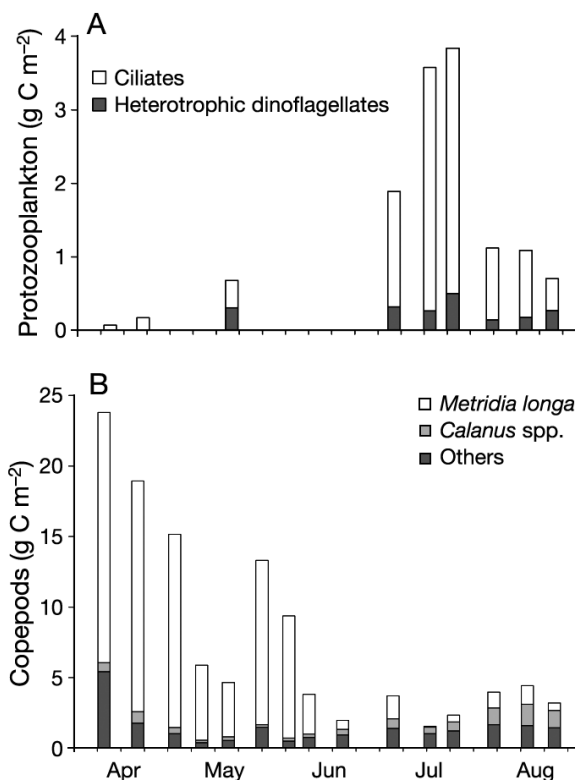 A
4
Ciliates
Heterotrophic dinoflagellates
3
2
1
0
Protozooplankton (g C m⁻²)
B
25
Metridia longa
Calanus spp.
Others
20
15
10
5
0
Copepods (g C m⁻²)
Apr May Jun Jul Aug